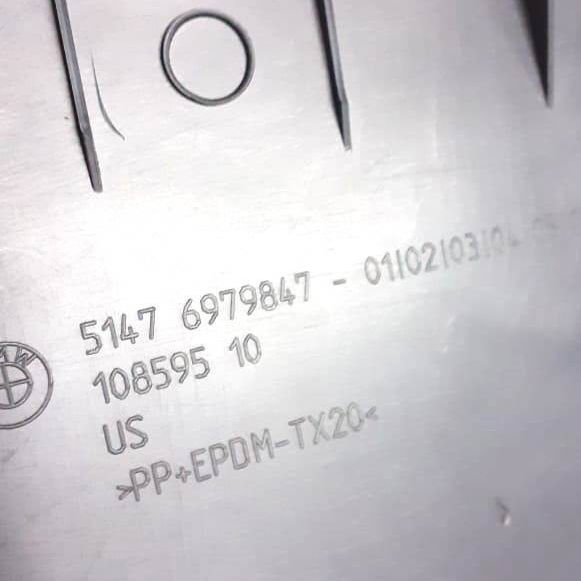 5147 6979847 - 01/02/03/04
108595 10
US
>PP+EPDM-TX20<